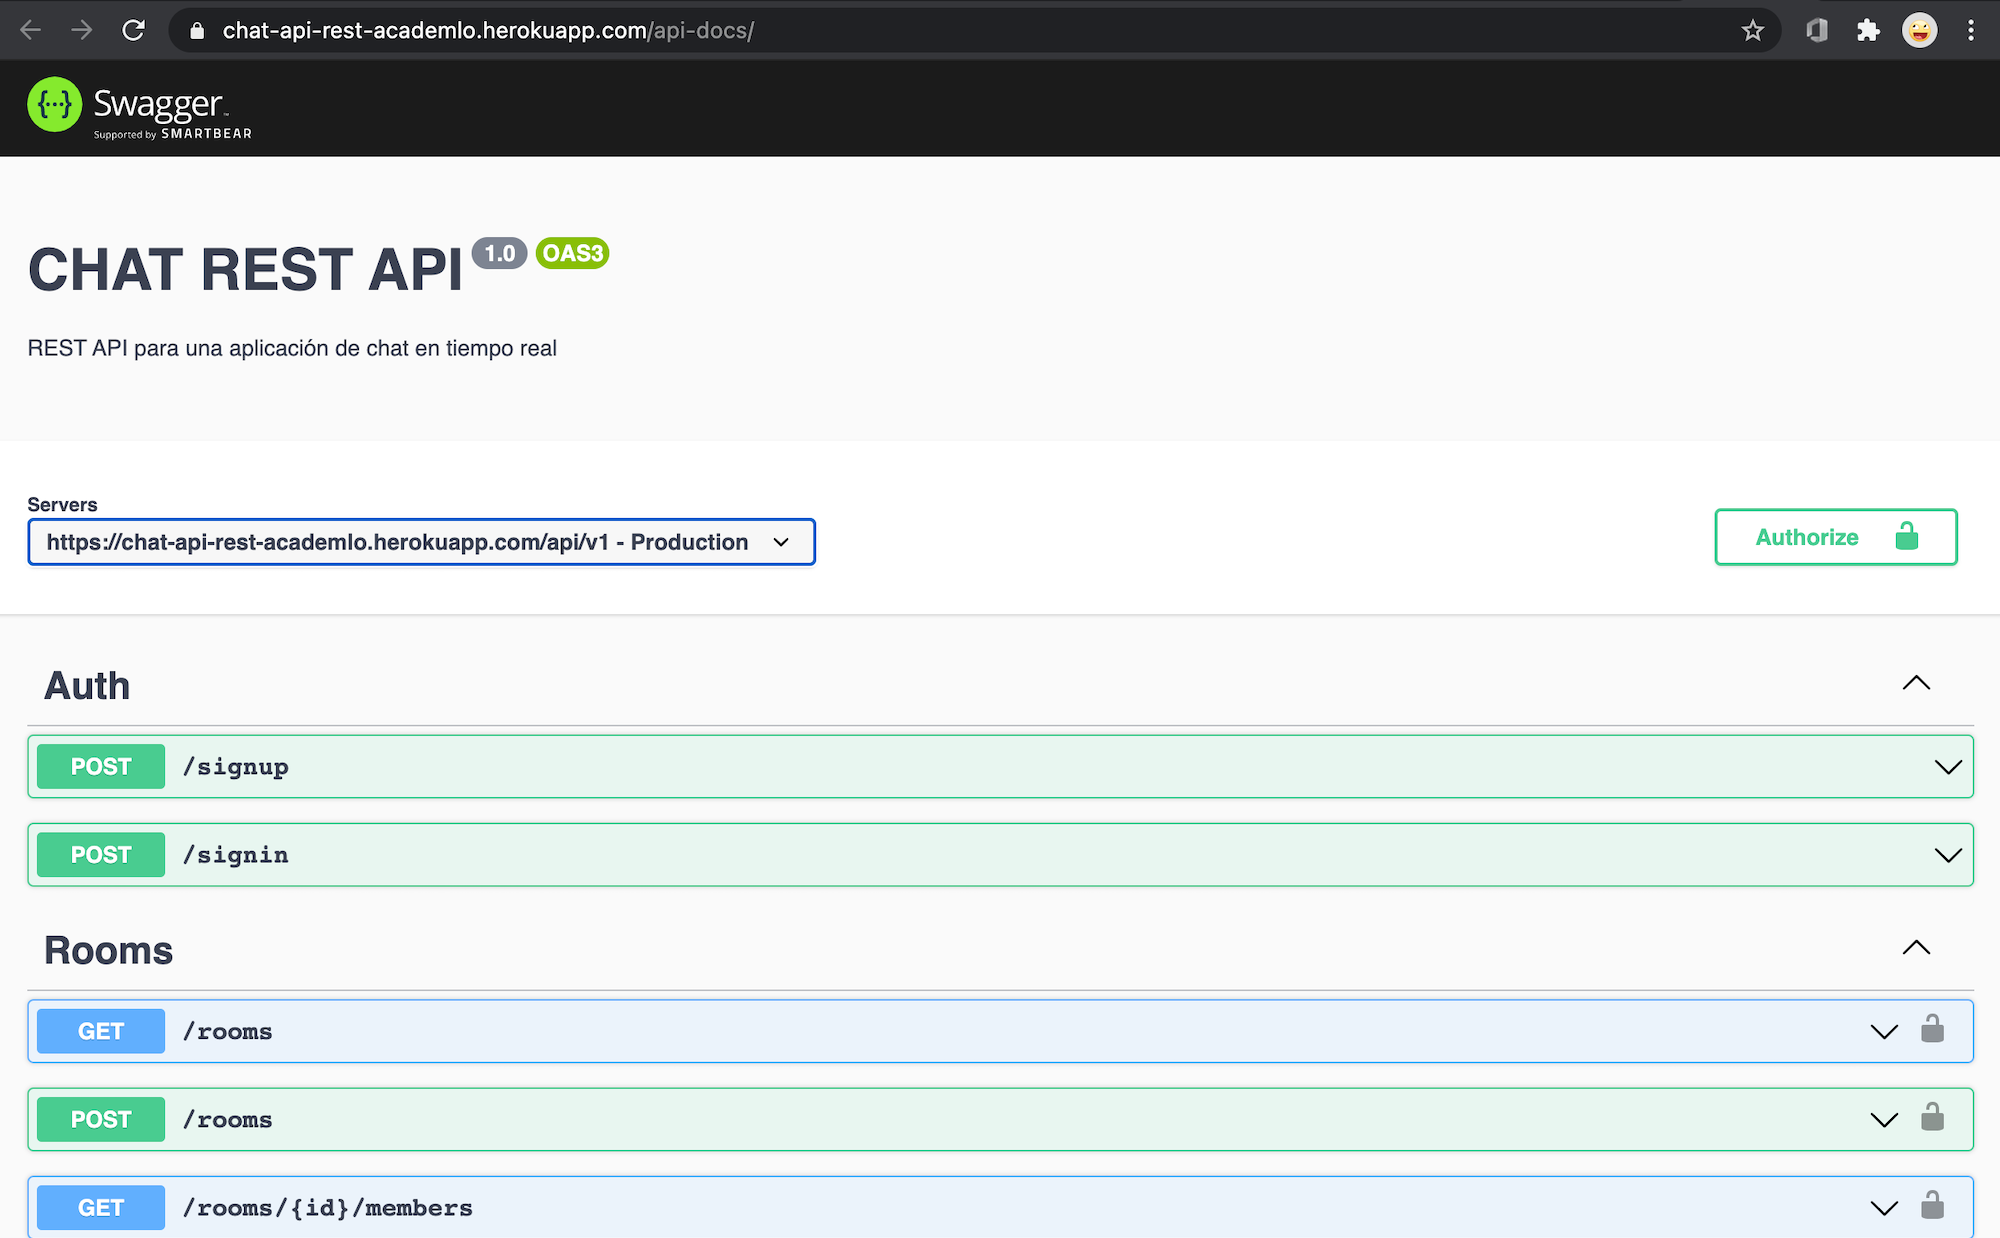 chat-api-rest-academlo.herokuapp.com/api-docs/
{···} Swagger™
Supported by SMARTBEAR
CHAT REST API 1.0 OAS3
REST API para una aplicación de chat en tiempo real
Servers
https://chat-api-rest-academlo.herokuapp.com/api/v1 - Production
Authorize
Auth
POST /signup
POST /signin
Rooms
GET /rooms
POST /rooms
GET /rooms/{id}/members